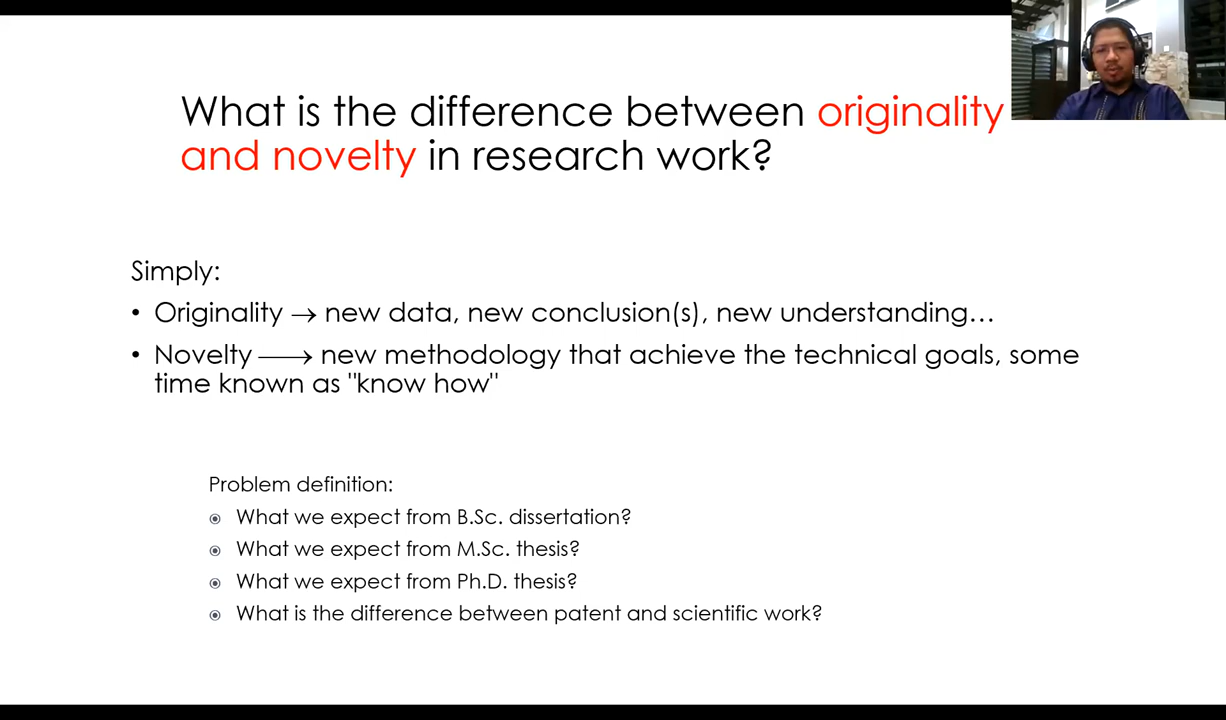 What is the difference between originality
and novelty in research work?
Simply:
• Originality → new data, new conclusion(s), new understanding…
• Novelty ⟶ new methodology that achieve the technical goals, some
time known as "know how"
Problem definition:
What we expect from B.Sc. dissertation?
What we expect from M.Sc. thesis?
What we expect from Ph.D. thesis?
What is the difference between patent and scientific work?